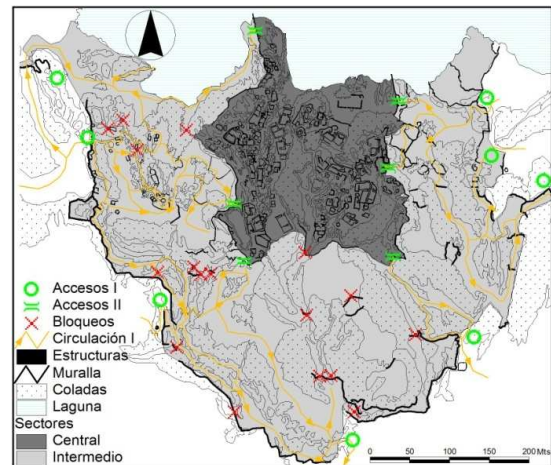 Accesos I
Accesos II
Bloqueos
Circulación I
Estructuras
Muralla
Coladas
Laguna
Sectores
Central
Intermedio
0 50 100 150 200 Mts